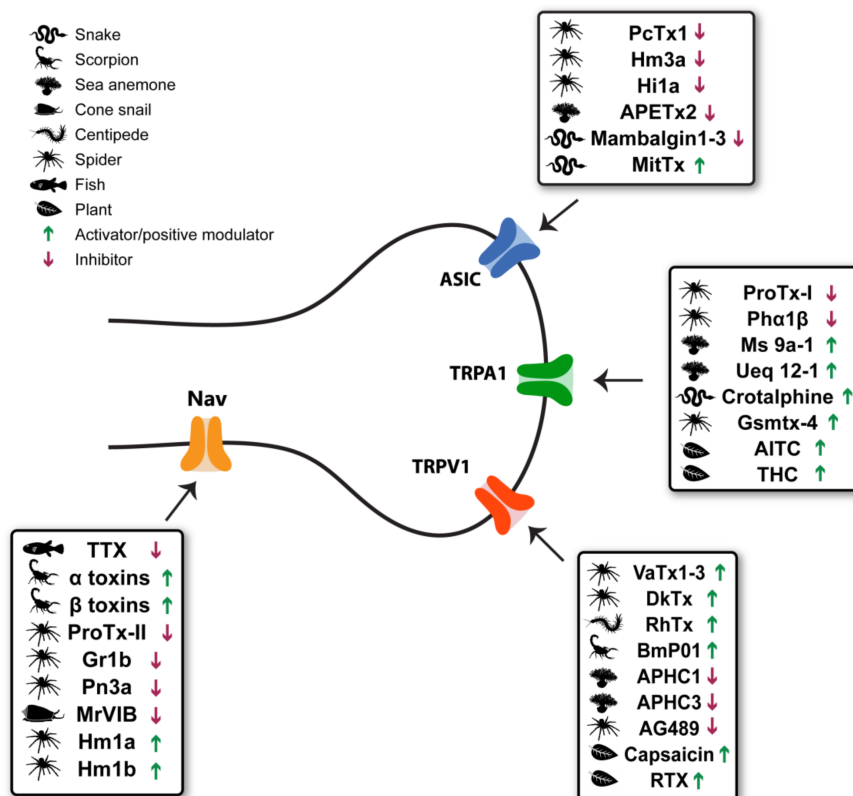 Snake
Scorpion
Sea anemone
Cone snail
Centipede
Spider
Fish
Plant
↑ Activator/positive modulator
↓ Inhibitor
PcTx1 ↓
Hm3a ↓
Hi1a ↓
APETx2 ↓
Mambalgin1-3 ↓
MitTx ↑
ASIC
TRPA1
ProTx-I ↓
Phα1β ↓
Ms 9a-1 ↑
Ueq 12-1 ↑
Crotalphine ↑
Gsmtx-4 ↑
AITC ↑
THC ↑
Nav
TRPV1
TTX ↓
α toxins ↑
β toxins ↑
ProTx-II ↓
Gr1b ↓
Pn3a ↓
MrVIB ↓
Hm1a ↑
Hm1b ↑
VaTx1-3 ↑
DkTx ↑
RhTx ↑
BmP01 ↑
APHC1 ↓
APHC3 ↓
AG489 ↓
Capsaicin ↑
RTX ↑